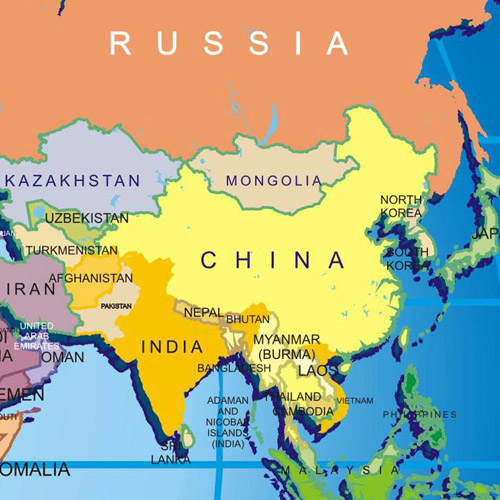 RUSSIA
KAZAKHSTAN
MONGOLIA
NORTH
KOREA
UZBEKISTAN
JAP
TURKMENISTAN
SOUTH
KOREA
CHINA
AFGHANISTAN
IRAN
PAKISTAN
NEPAL
BHUTAN
UNITED
ARAB
EMIRATES
OMAN
INDIA
MYANMAR
(BURMA)
BANGLADESH
LAOS
EMEN
ADAMAN
AND
NICOBAR
ISLANDS
(INDIA)
THAILAND
VIETNAM
CAMBODIA
PHILIPPINES
SRI
LANKA
OMALIA
MALAYSIA